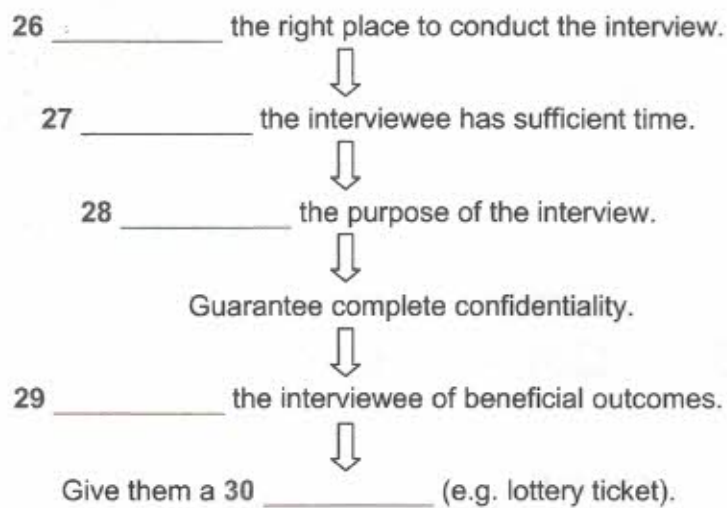 26 __________ the right place to conduct the interview.
27 __________ the interviewee has sufficient time.
28 __________ the purpose of the interview.
Guarantee complete confidentiality.
29 __________ the interviewee of beneficial outcomes.
Give them a 30 __________ (e.g. lottery ticket).